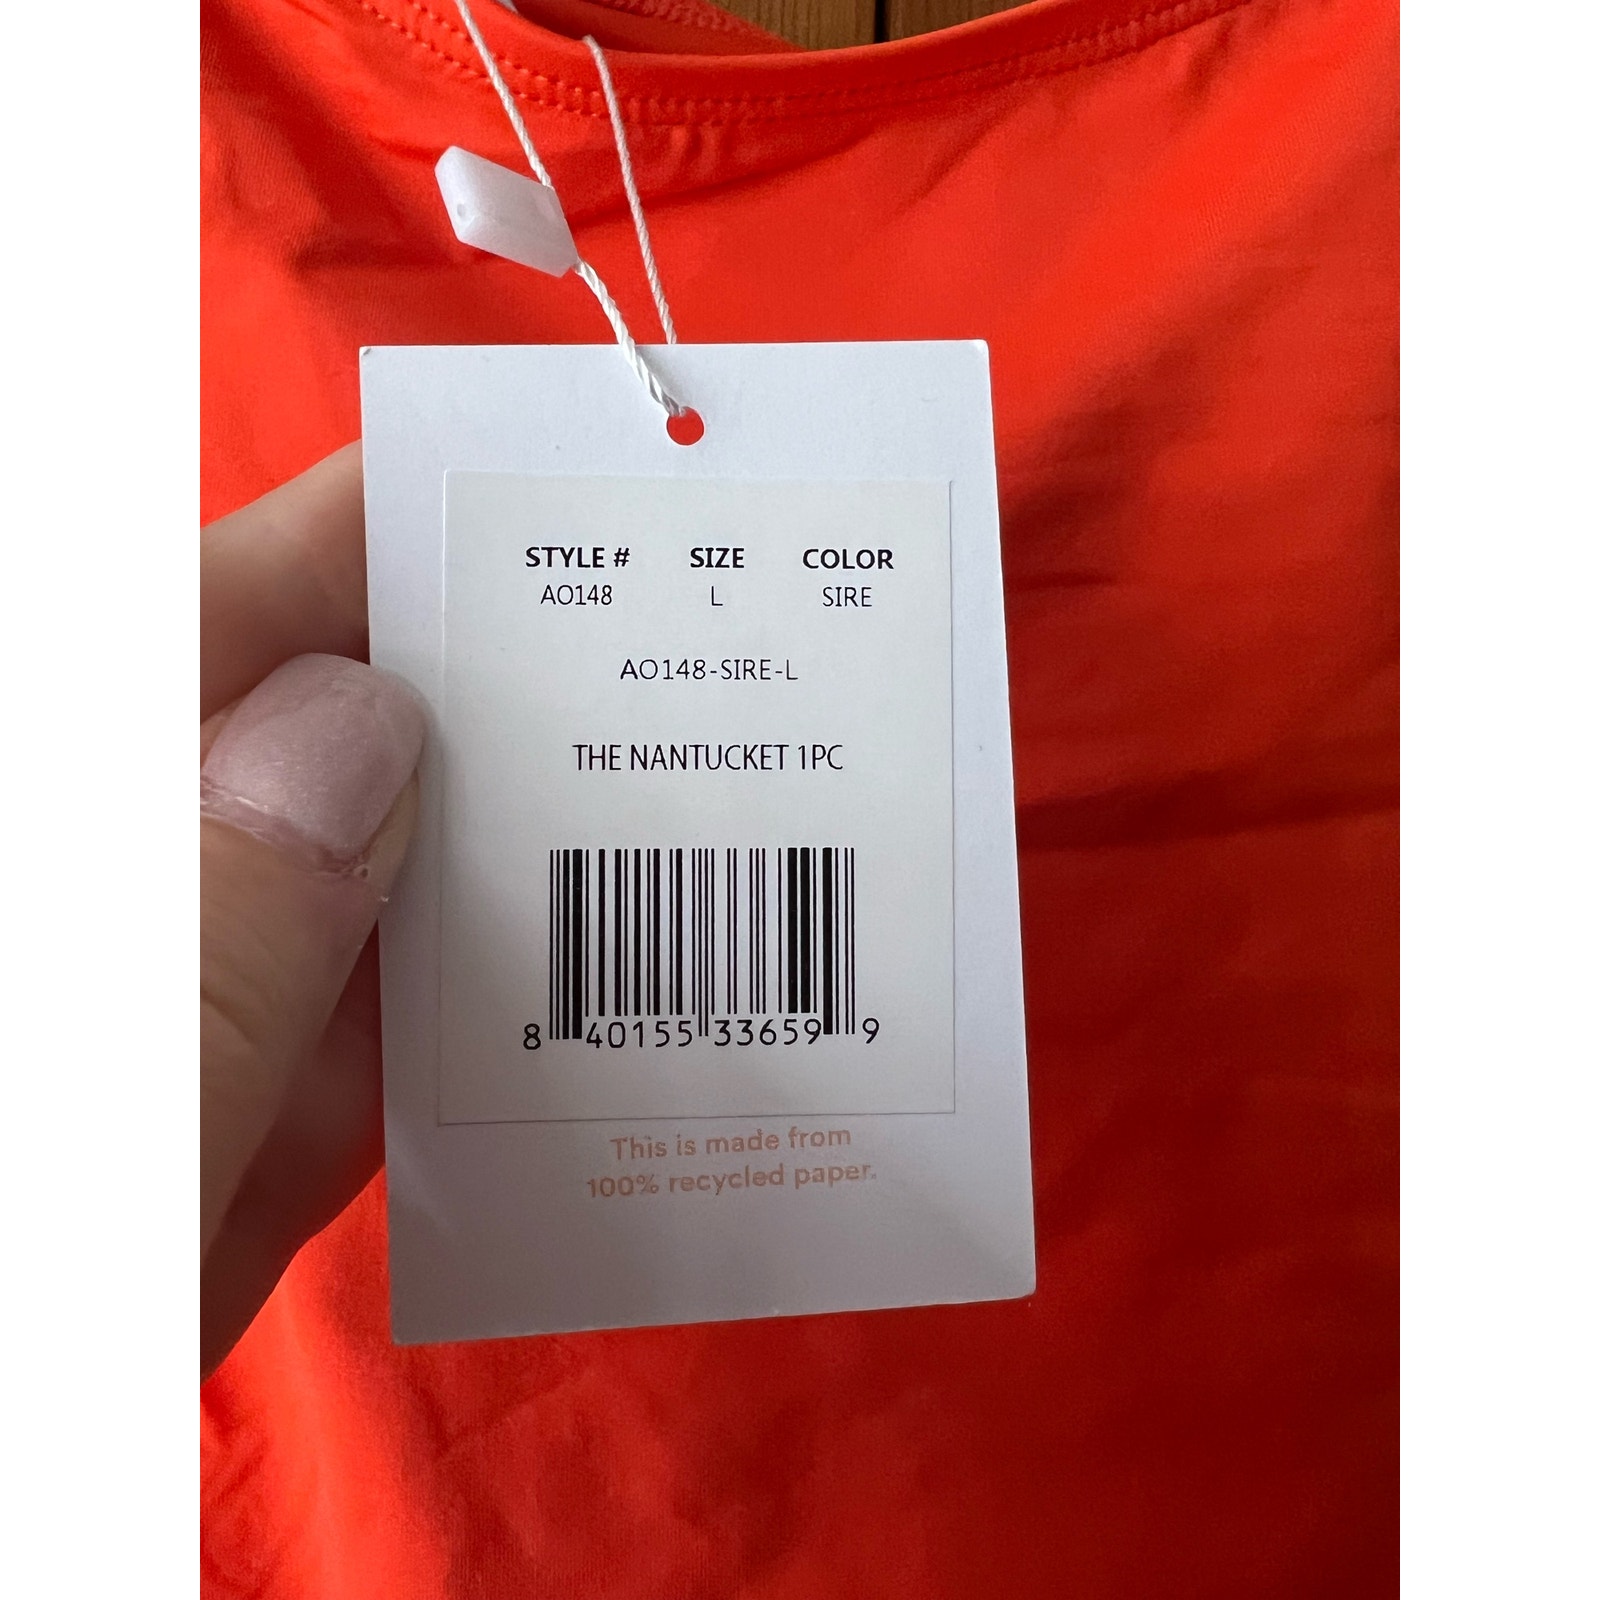 STYLE # SIZE COLOR
AO148 L SIRE
AO148-SIRE-L
THE NANTUCKET 1PC
8 40155 33659 9
This is made from
100% recycled paper.